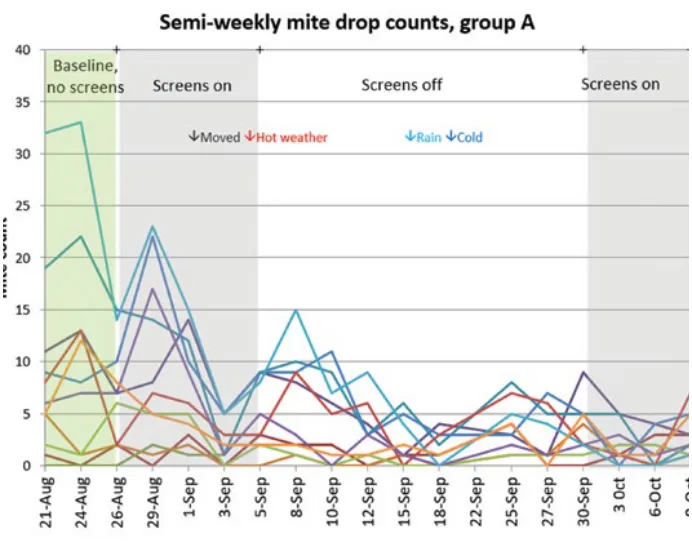 Semi-weekly mite drop counts, group A
40
35
30
25
20
15
10
5
0
Baseline,
no screens
Screens on
Screens off
Screens on
↓Moved ↓Hot weather
↓Rain ↓Cold
21-Aug
24-Aug
26-Aug
29-Aug
1-Sep
3-Sep
5-Sep
8-Sep
10-Sep
12-Sep
15-Sep
18-Sep
22-Sep
25-Sep
27-Sep
30-Sep
3 Oct
6-Oct